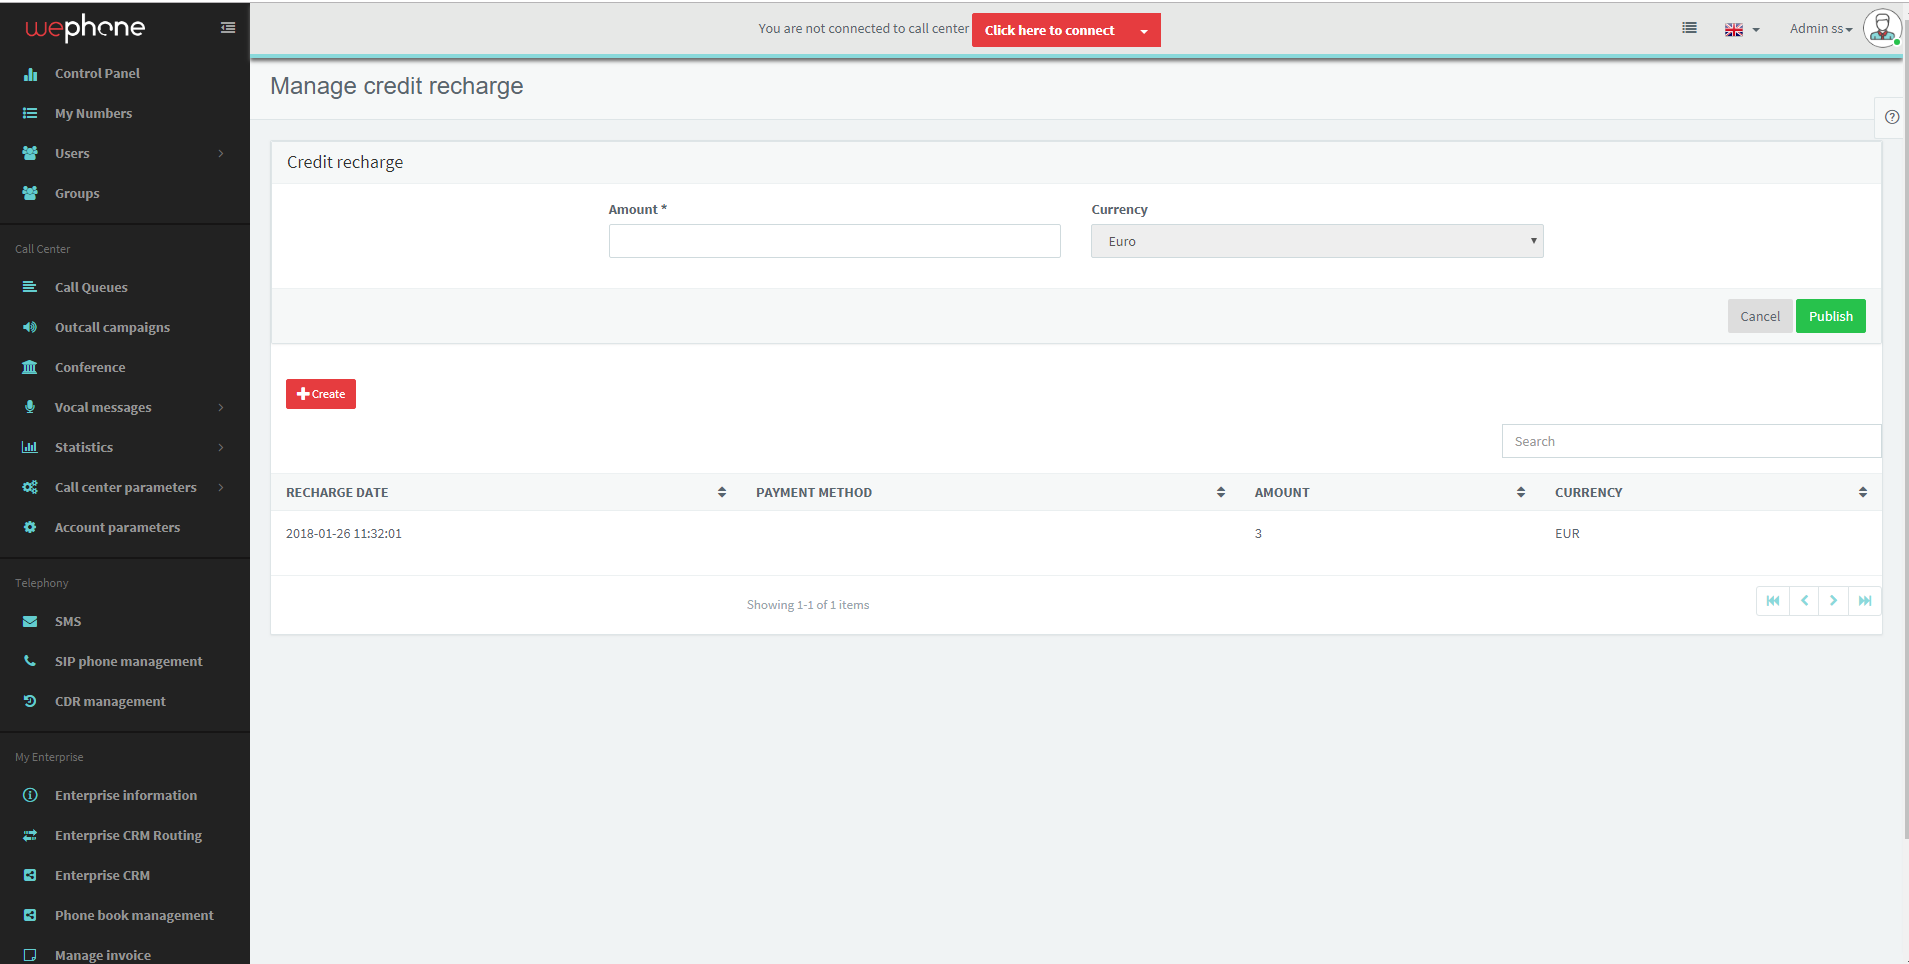 wephone
You are not connected to call center
Click here to connect
Admin ss
Control Panel
My Numbers
Users
Groups
Call Center
Call Queues
Outcall campaigns
Conference
Vocal messages
Statistics
Call center parameters
Account parameters
Telephony
SMS
SIP phone management
CDR management
My Enterprise
Enterprise information
Enterprise CRM Routing
Enterprise CRM
Phone book management
Manage invoice
Manage credit recharge
Credit recharge
Amount * Currency
Euro
Cancel Publish
Create
Search
RECHARGE DATE PAYMENT METHOD AMOUNT CURRENCY
2018-01-26 11:32:01 3 EUR
Showing 1-1 of 1 items